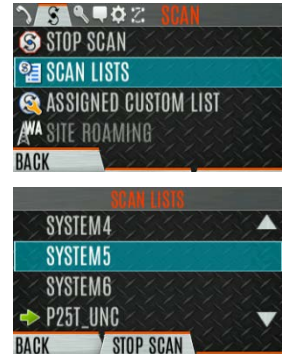 SCAN
STOP SCAN
SCAN LISTS
ASSIGNED CUSTOM LIST
WA SITE ROAMING
BACK
SCAN LISTS
SYSTEM4
SYSTEM5
SYSTEM6
P25T_UNC
BACK STOP SCAN